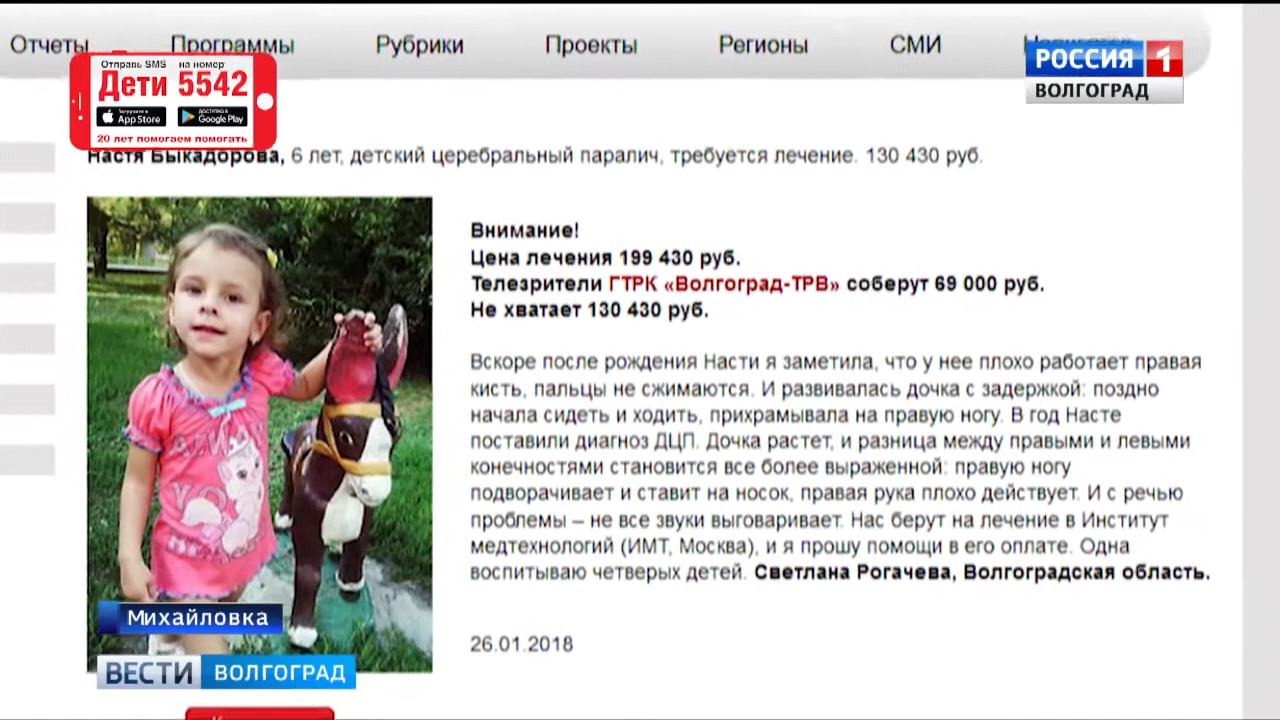 Отчеты Программы Рубрики Проекты Регионы СМИ
РОССИЯ 1
ВОЛГОГРАД
Отправь SMS на номер
Дети 5542
Загрузите в App Store ДОСТУПНО В Google Play
20 лет помогаем помогать
Настя Быкадорова, 6 лет, детский церебральный паралич, требуется лечение. 130 430 руб.
Внимание!
Цена лечения 199 430 руб.
Телезрители ГТРК «Волгоград-ТРВ» соберут 69 000 руб.
Не хватает 130 430 руб.
Вскоре после рождения Насти я заметила, что у нее плохо работает правая
кисть, пальцы не сжимаются. И развивалась дочка с задержкой: поздно
начала сидеть и ходить, прихрамывала на правую ногу. В год Насте
поставили диагноз ДЦП. Дочка растет, и разница между правыми и левыми
конечностями становится все более выраженной: правую ногу
подворачивает и ставит на носок, правая рука плохо действует. И с речью
проблемы – не все звуки выговаривает. Нас берут на лечение в Институт
медтехнологий (ИМТ, Москва), и я прошу помощи в его оплате. Одна
воспитываю четверых детей. Светлана Рогачева, Волгоградская область.
26.01.2018
Михайловка
ВЕСТИ ВОЛГОГРАД